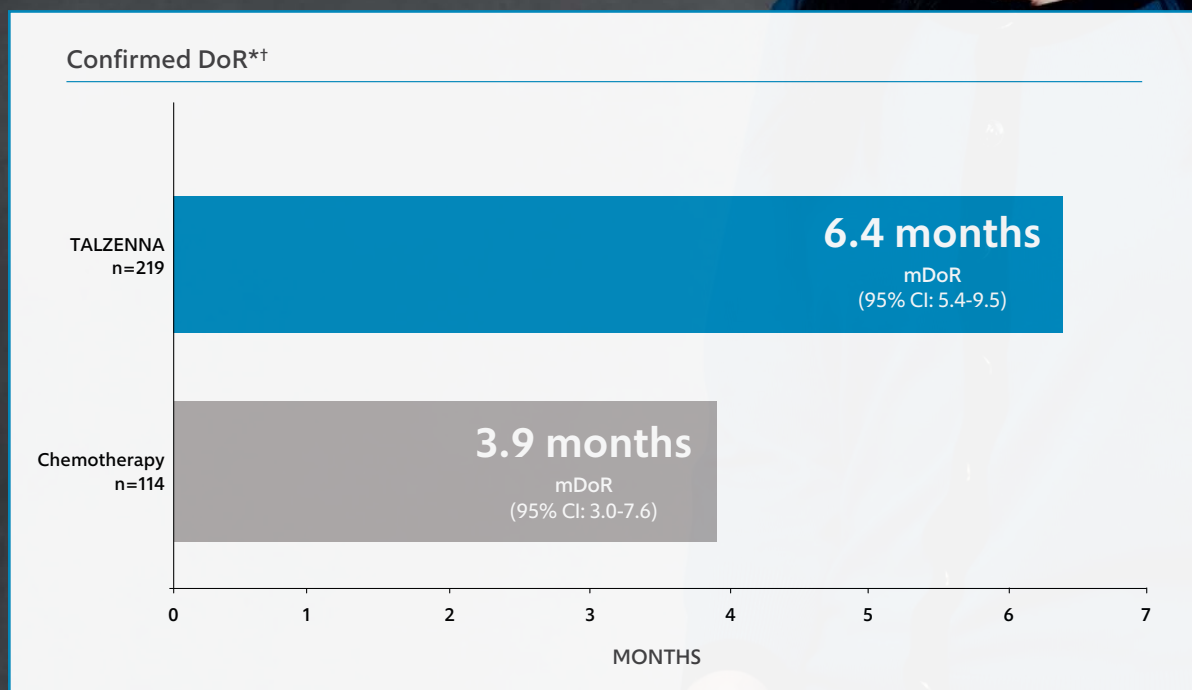 Confirmed DoR*†
TALZENNA
n=219
6.4 months
mDoR
(95% CI: 5.4-9.5)
Chemotherapy
n=114
3.9 months
mDoR
(95% CI: 3.0-7.6)
0 1 2 3 4 5 6 7
MONTHS